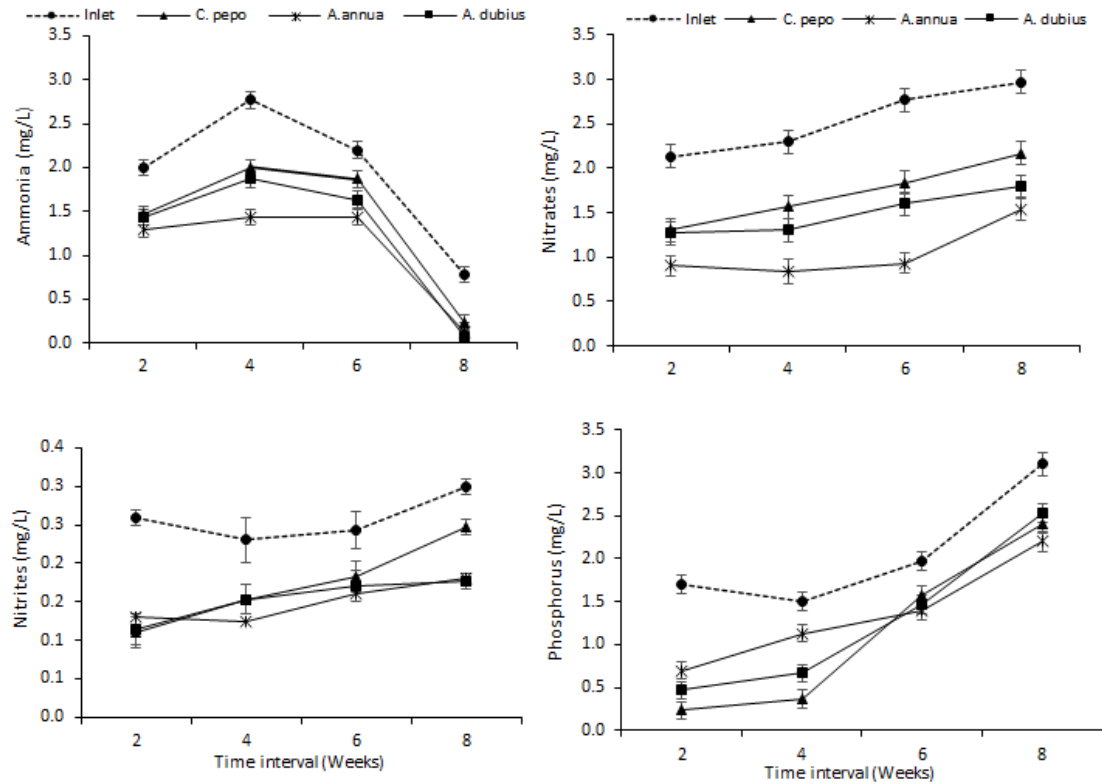 Inlet C. pepo A.annua A. dubius
Ammonia (mg/L)
3.5
3.0
2.5
2.0
1.5
1.0
0.5
0.0
2 4 6 8
Inlet C. pepo A.annua A. dubius
Nitrates (mg/L)
3.5
3.0
2.5
2.0
1.5
1.0
0.5
0.0
2 4 6 8
Nitrites (mg/L)
0.4
0.3
0.3
0.2
0.2
0.1
0.1
0.0
2 4 6 8
Time interval (Weeks)
Phosphorus (mg/L)
3.5
3.0
2.5
2.0
1.5
1.0
0.5
0.0
2 4 6 8
Time interval (Weeks)